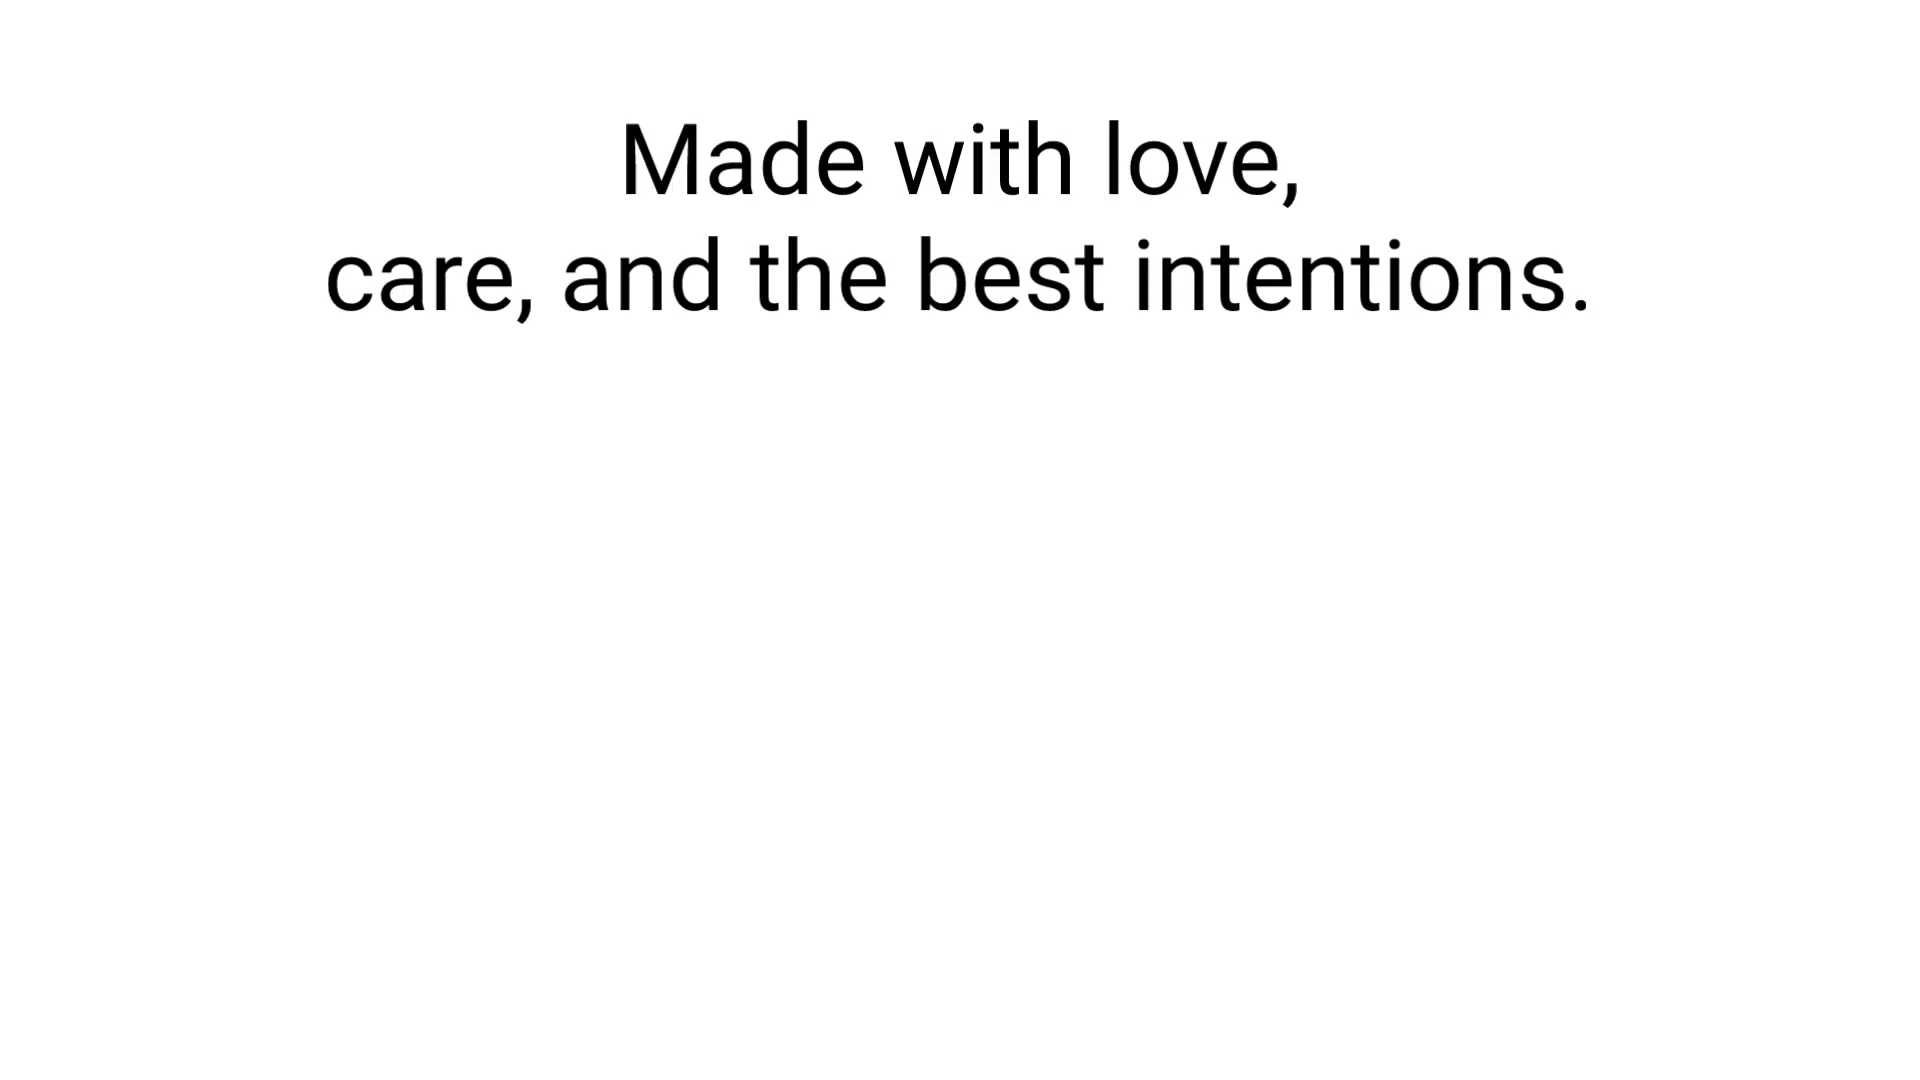 Made with love,
care, and the best intentions.